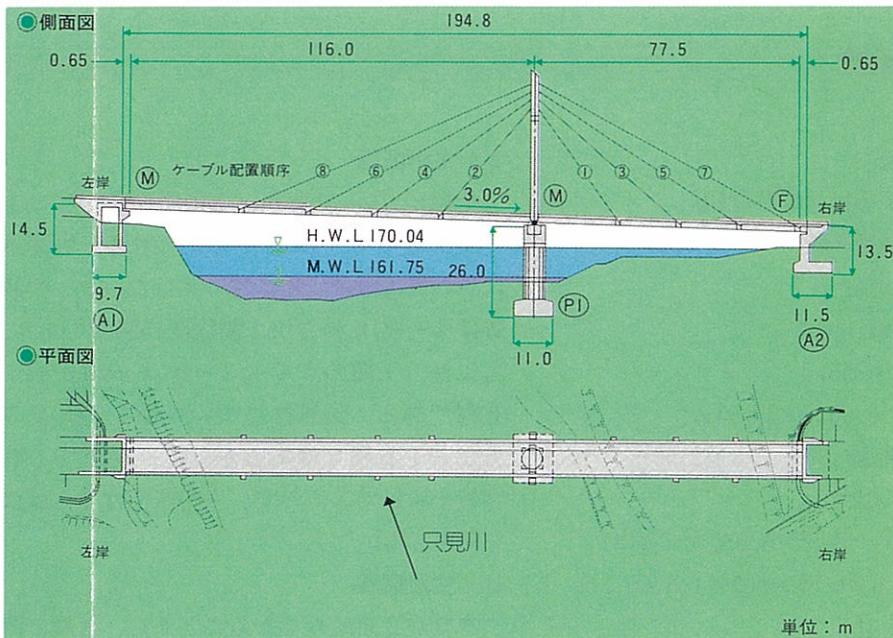 ◉側面図
194.8
0.65
116.0
77.5
0.65
左岸
Ⓜ
ケーブル配置順序
⑧
⑥
④
②
①
③
⑤
⑦
3.0%
Ⓜ
Ⓕ
右岸
14.5
H.W.L 170.04
M.W.L 161.75
26.0
13.5
9.7
A1
P1
11.0
11.5
A2
◉平面図
左岸
只見川
右岸
単位：m